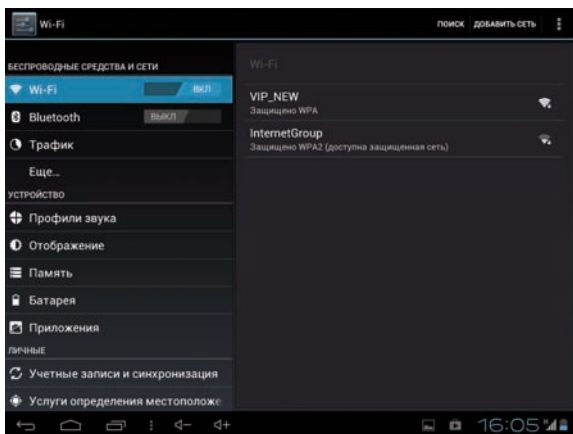 Wi-Fi
ПОИСК
ДОБАВИТЬ СЕТЬ
БЕСПРОВОДНЫЕ СРЕДСТВА И СЕТИ
Wi-Fi
ВКЛ
Bluetooth
ВЫКЛ
Трафик
Еще...
УСТРОЙСТВО
Профили звука
Отображение
Память
Батарея
Приложения
ЛИЧНЫЕ
Учетные записи и синхронизация
Услуги определения местоположе
Wi-Fi
VIP_NEW
Защищено WPA
InternetGroup
Защищено WPA2 (доступна защищенная сеть)
16:05